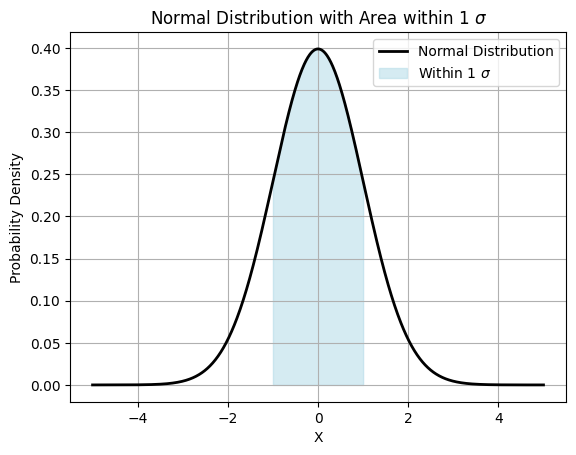 Normal Distribution with Area within 1 σ
Normal Distribution
Within 1 σ
Probability Density
0.40
0.35
0.30
0.25
0.20
0.15
0.10
0.05
0.00
−4 −2 0 2 4
X